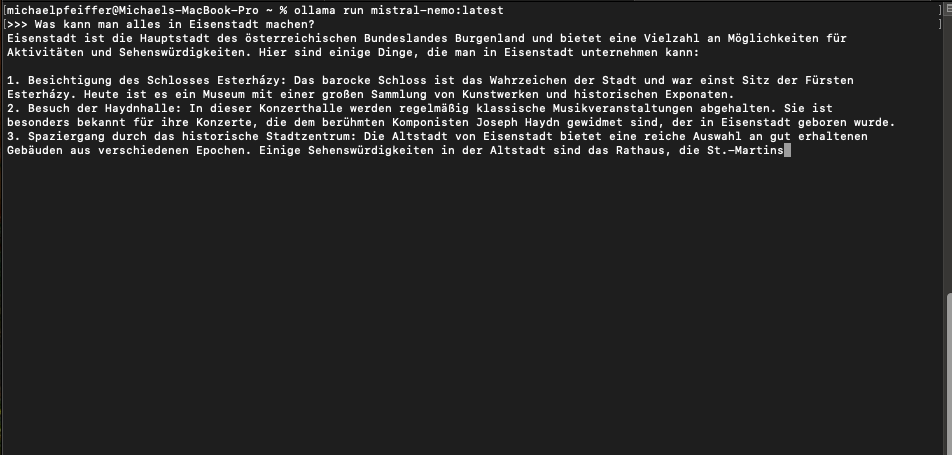 [michaelpfeiffer@Michaels-MacBook-Pro ~ % ollama run mistral-nemo:latest ]
[>>> Was kann man alles in Eisenstadt machen? ]
Eisenstadt ist die Hauptstadt des österreichischen Bundeslandes Burgenland und bietet eine Vielzahl an Möglichkeiten für
Aktivitäten und Sehenswürdigkeiten. Hier sind einige Dinge, die man in Eisenstadt unternehmen kann:

1. Besichtigung des Schlosses Esterházy: Das barocke Schloss ist das Wahrzeichen der Stadt und war einst Sitz der Fürsten
Esterházy. Heute ist es ein Museum mit einer großen Sammlung von Kunstwerken und historischen Exponaten.
2. Besuch der Haydnhalle: In dieser Konzerthalle werden regelmäßig klassische Musikveranstaltungen abgehalten. Sie ist
besonders bekannt für ihre Konzerte, die dem berühmten Komponisten Joseph Haydn gewidmet sind, der in Eisenstadt geboren wurde.
3. Spaziergang durch das historische Stadtzentrum: Die Altstadt von Eisenstadt bietet eine reiche Auswahl an gut erhaltenen
Gebäuden aus verschiedenen Epochen. Einige Sehenswürdigkeiten in der Altstadt sind das Rathaus, die St.-Martins